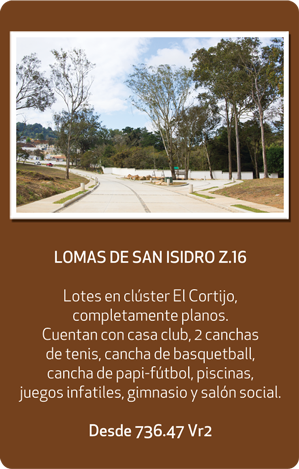 LOMAS DE SAN ISIDRO Z.16
Lotes en clúster El Cortijo,
completamente planos.
Cuentan con casa club, 2 canchas
de tenis, cancha de basquetball,
cancha de papi-fútbol, piscinas,
juegos infatiles, gimnasio y salón social.
Desde 736.47 Vr2